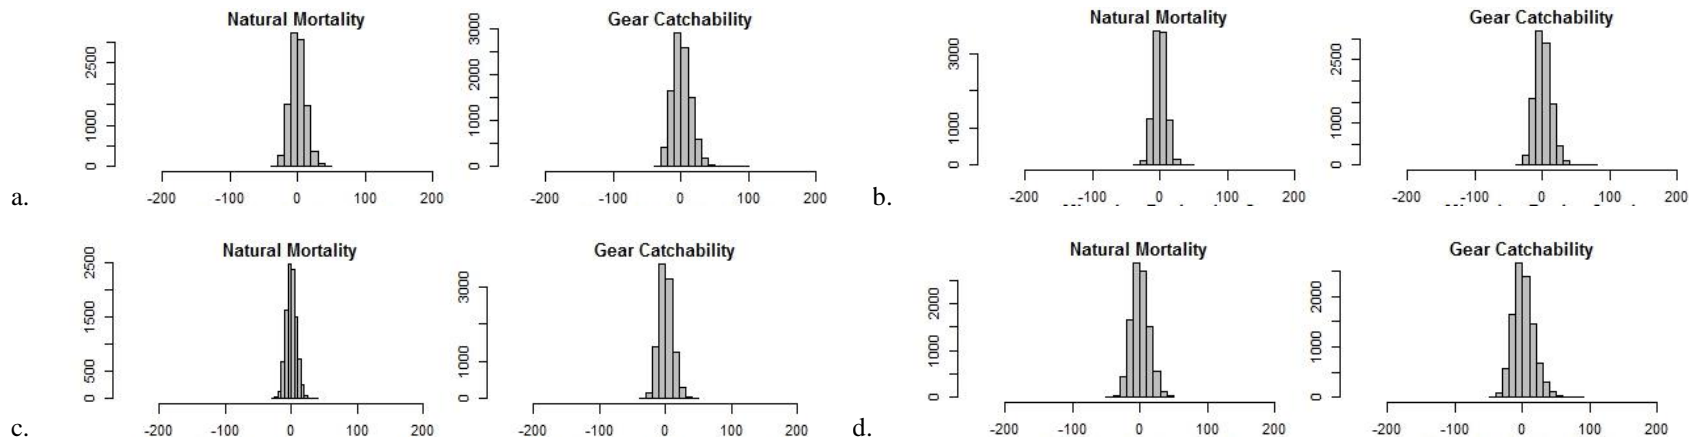 Natural Mortality
Gear Catchability
Natural Mortality
Gear Catchability
0 1000 2500
0 1000 2000 3000
0 1000 3000
0 1000 2500
a.
-200 -100 0 100 200
-200 -100 0 100 200
b.
-200 -100 0 100 200
-200 -100 0 100 200
Natural Mortality
Gear Catchability
Natural Mortality
Gear Catchability
0 500 1500 2500
0 1000 3000
0 1000 2000
0 1000 2000
c.
-200 -100 0 100 200
-200 -100 0 100 200
d.
-200 -100 0 100 200
-200 -100 0 100 200